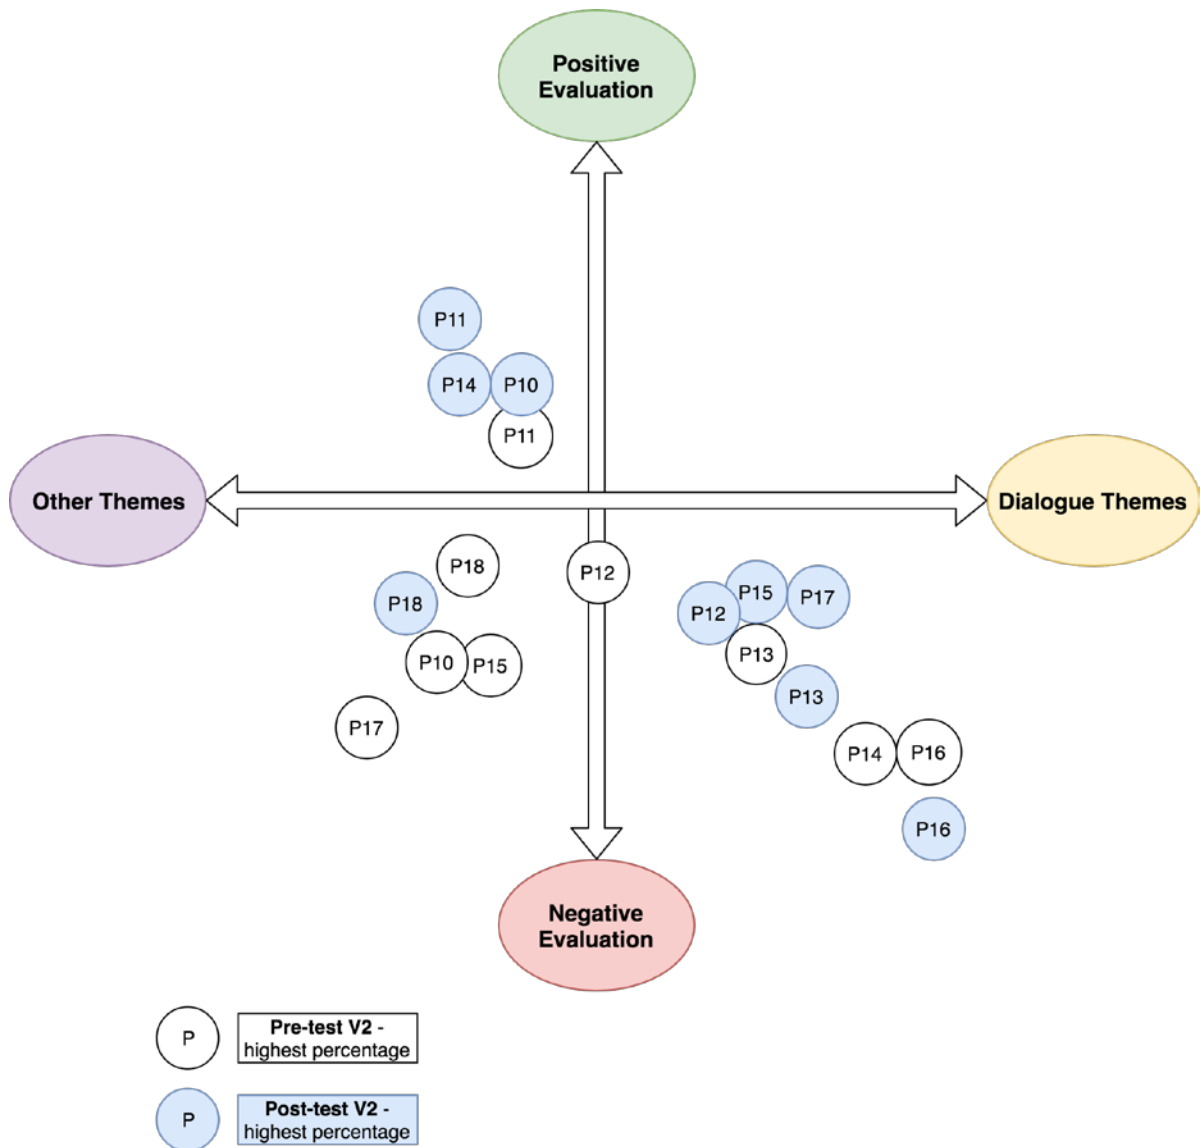 Positive
Evaluation
P11
P14
P10
P11
Other Themes
Dialogue Themes
P18
P12
P18
P15
P17
P12
P10
P15
P13
P17
P13
P14
P16
P16
Negative
Evaluation
P
Pre-test V2 -
highest percentage
P
Post-test V2 -
highest percentage